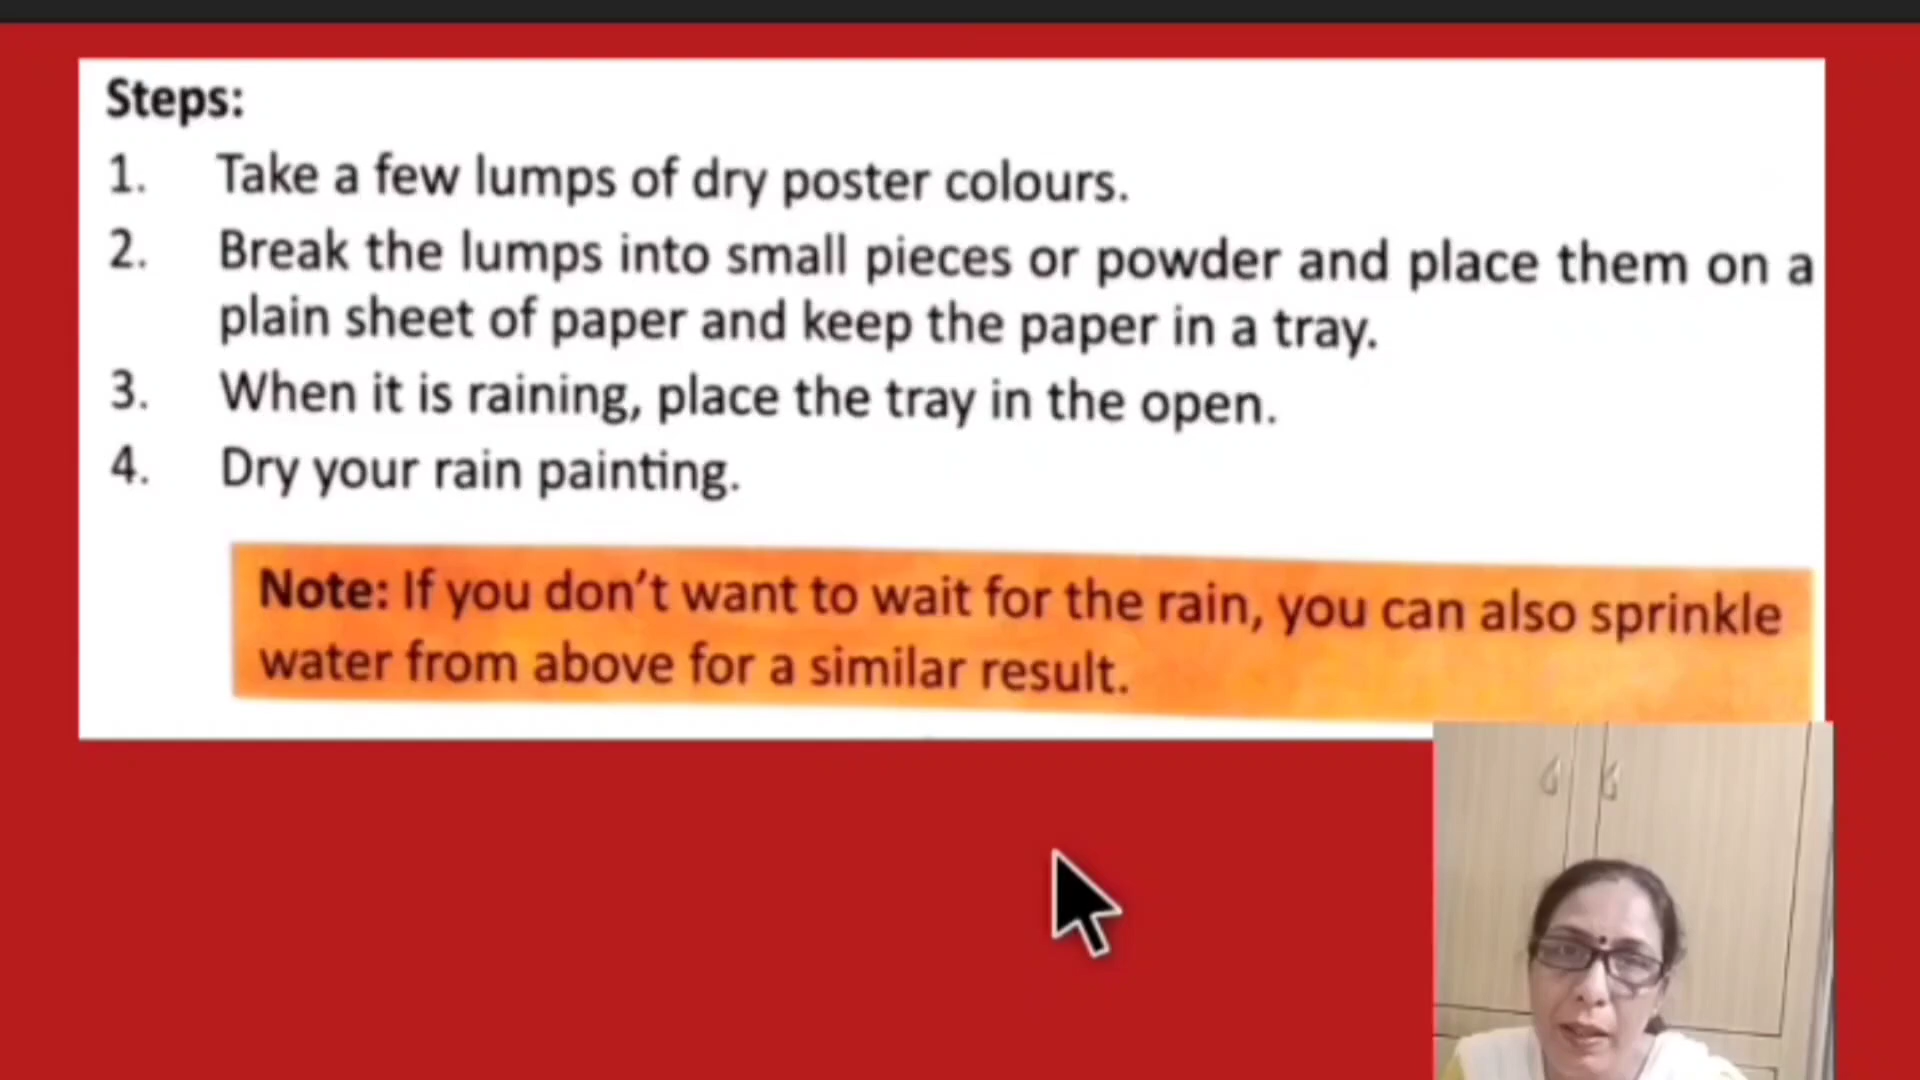 Steps:
1. Take a few lumps of dry poster colours.
2. Break the lumps into small pieces or powder and place them on a
plain sheet of paper and keep the paper in a tray.
3. When it is raining, place the tray in the open.
4. Dry your rain painting.
Note: If you don't want to wait for the rain, you can also sprinkle
water from above for a similar result.